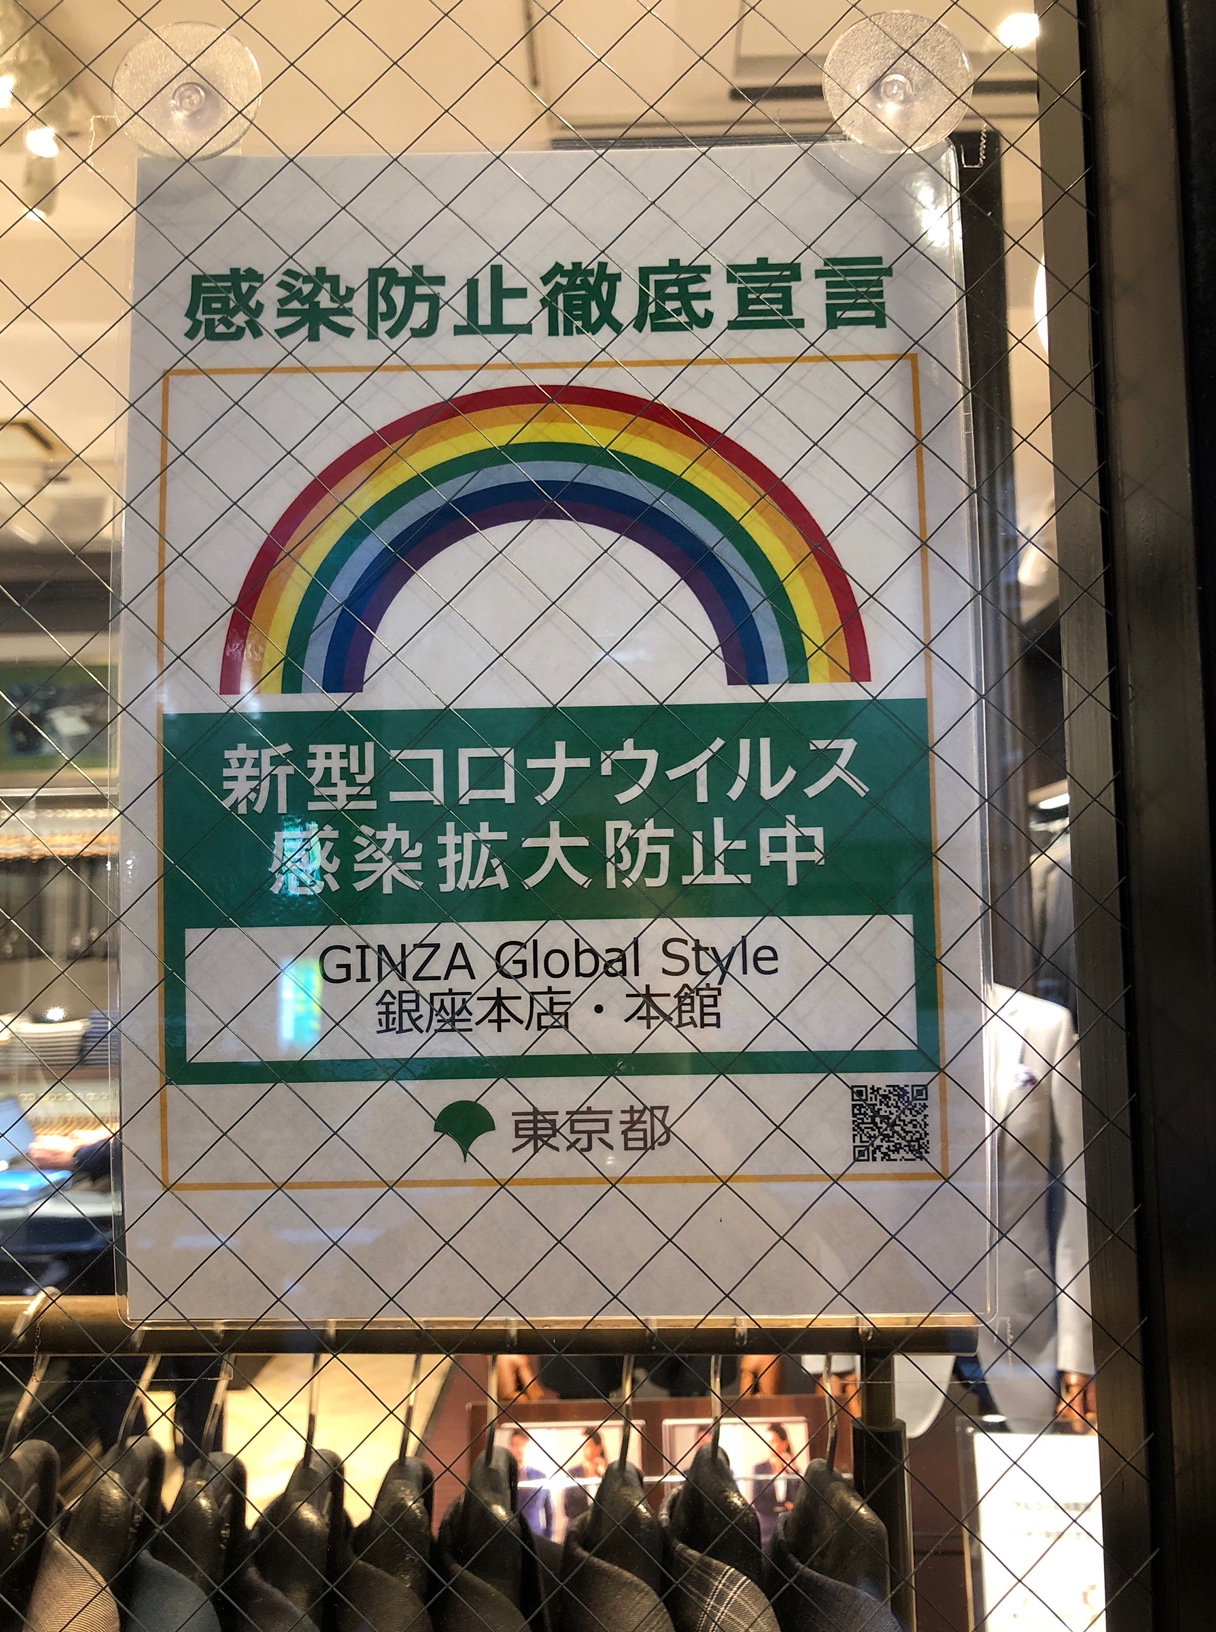 感染防止徹底宣言
新型コロナウイルス
感染拡大防止中
GINZA Global Style
銀座本店・本館
東京都